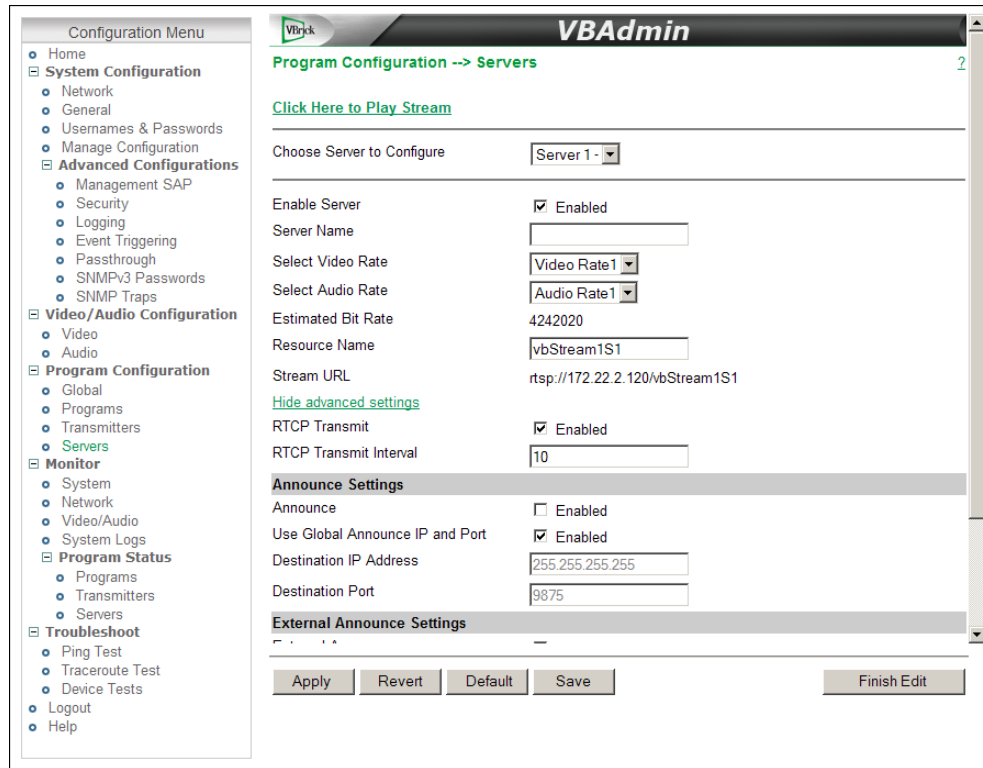 Configuration Menu
Home
System Configuration
Network
General
Usernames & Passwords
Manage Configuration
Advanced Configurations
Management SAP
Security
Logging
Event Triggering
Passthrough
SNMPv3 Passwords
SNMP Traps
Video/Audio Configuration
Video
Audio
Program Configuration
Global
Programs
Transmitters
Servers
Monitor
System
Network
Video/Audio
System Logs
Program Status
Programs
Transmitters
Servers
Troubleshoot
Ping Test
Traceroute Test
Device Tests
Logout
Help
VBrick
VBAdmin
Program Configuration --> Servers ?
Click Here to Play Stream
Choose Server to Configure Server 1 -
Enable Server Enabled
Server Name
Select Video Rate Video Rate1
Select Audio Rate Audio Rate1
Estimated Bit Rate 4242020
Resource Name vbStream1S1
Stream URL rtsp://172.22.2.120/vbStream1S1
Hide advanced settings
RTCP Transmit Enabled
RTCP Transmit Interval 10
Announce Settings
Announce Enabled
Use Global Announce IP and Port Enabled
Destination IP Address 255.255.255.255
Destination Port 9875
External Announce Settings
Apply Revert Default Save Finish Edit